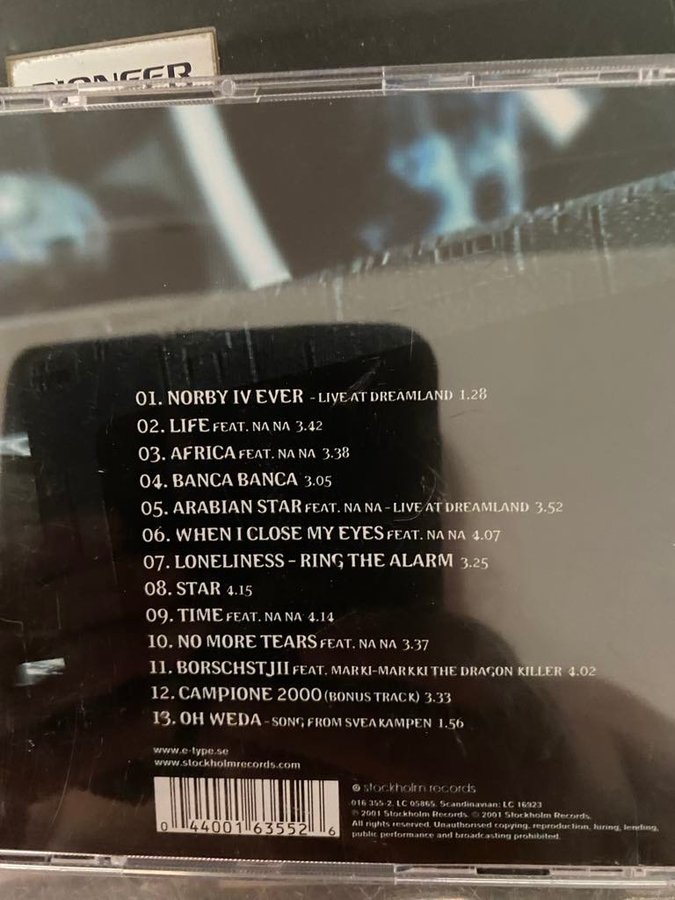 PIONEER
01. NORBY IV EVER - LIVE AT DREAMLAND 1.28
02. LIFE FEAT. NA NA 3.42
03. AFRICA FEAT. NA NA 3.38
04. BANCA BANCA 3.05
05. ARABIAN STAR FEAT. NA NA - LIVE AT DREAMLAND 3.52
06. WHEN I CLOSE MY EYES FEAT. NA NA 4.07
07. LONELINESS - RING THE ALARM 3.25
08. STAR 4.15
09. TIME FEAT. NA NA 4.14
10. NO MORE TEARS FEAT. NA NA 3.37
11. BORSCHSTJII FEAT. MARKI-MARKKI THE DRAGON KILLER 4.02
12. CAMPIONE 2000 (BONUS TRACK) 3.33
13. OH WEDA - SONG FROM SVEA KAMPEN 1.56
www.e-type.se
www.stockholmrecords.com
stockholm records
016 355-2. LC 05865. Scandinavian: LC 16923
℗ 2001 Stockholm Records. © 2001 Stockholm Records.
All rights reserved. Unauthorised copying, reproduction, hiring, lending,
public performance and broadcasting prohibited.
0 44001 63552 6